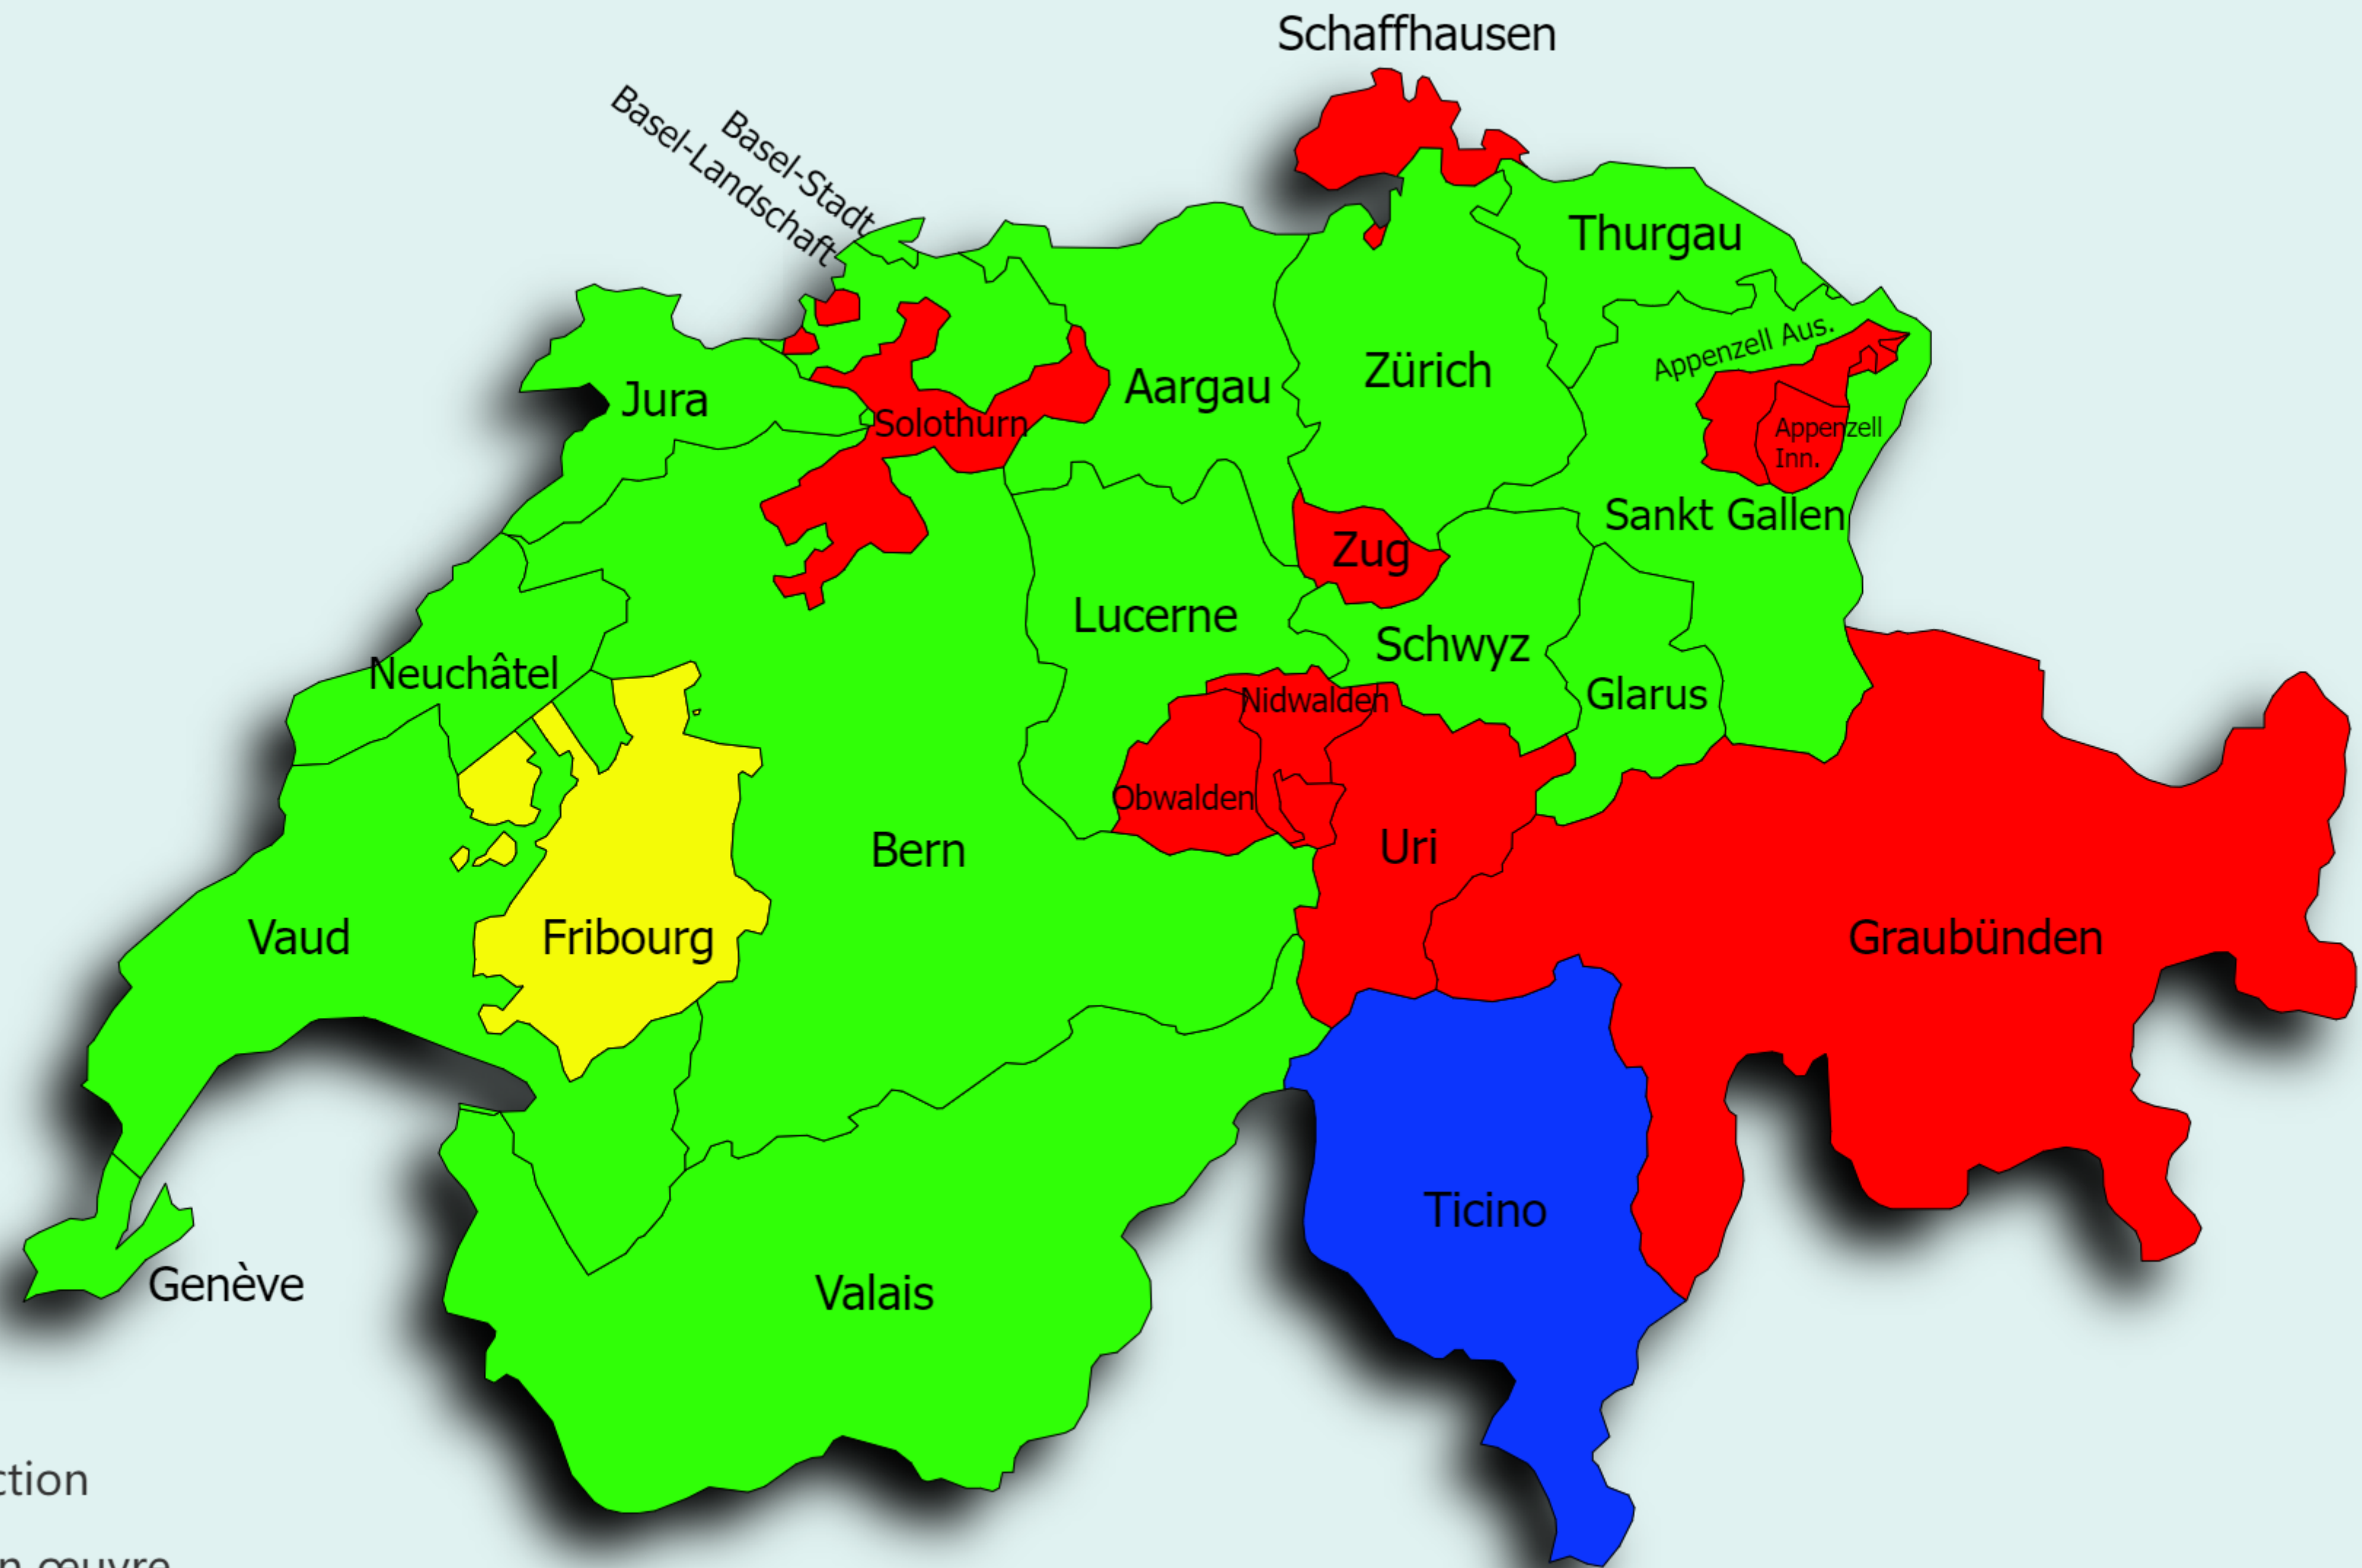 Schaffhausen
Basel-Stadt
Basel-Landschaft
Thurgau
Appenzell Aus.
Zürich
Aargau
Jura
Solothurn
Appenzell
Inn.
Sankt Gallen
Zug
Lucerne
Schwyz
Neuchâtel
Glarus
Nidwalden
Obwalden
Uri
Bern
Vaud
Fribourg
Graubünden
Ticino
Genève
Valais
ction
n œuvre